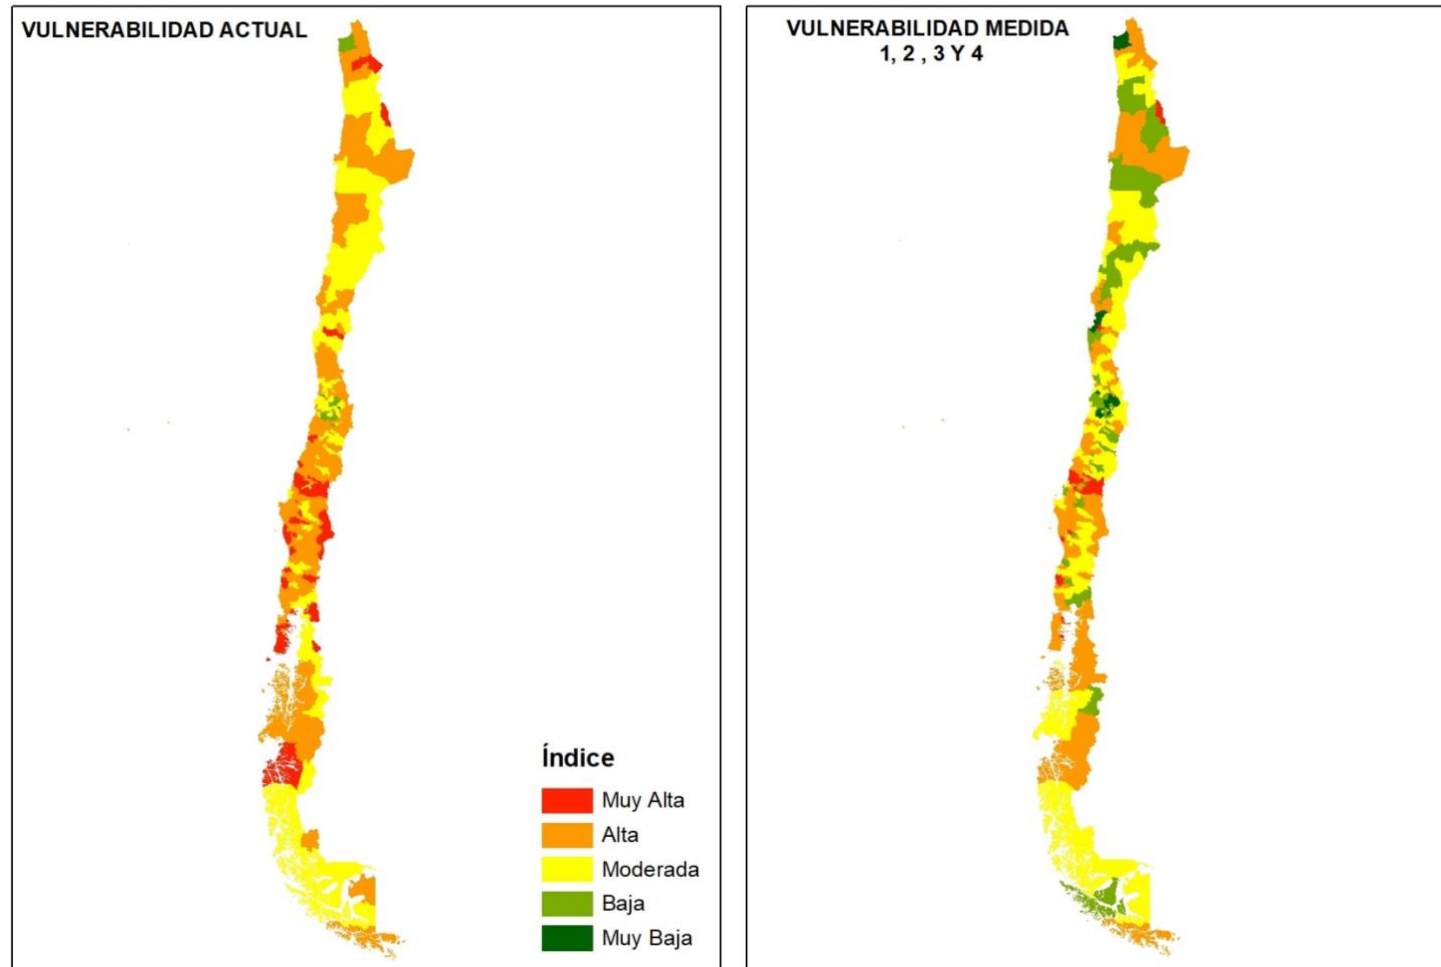 VULNERABILIDAD ACTUAL
VULNERABILIDAD MEDIDA
1, 2 , 3 Y 4
Índice
Muy Alta
Alta
Moderada
Baja
Muy Baja